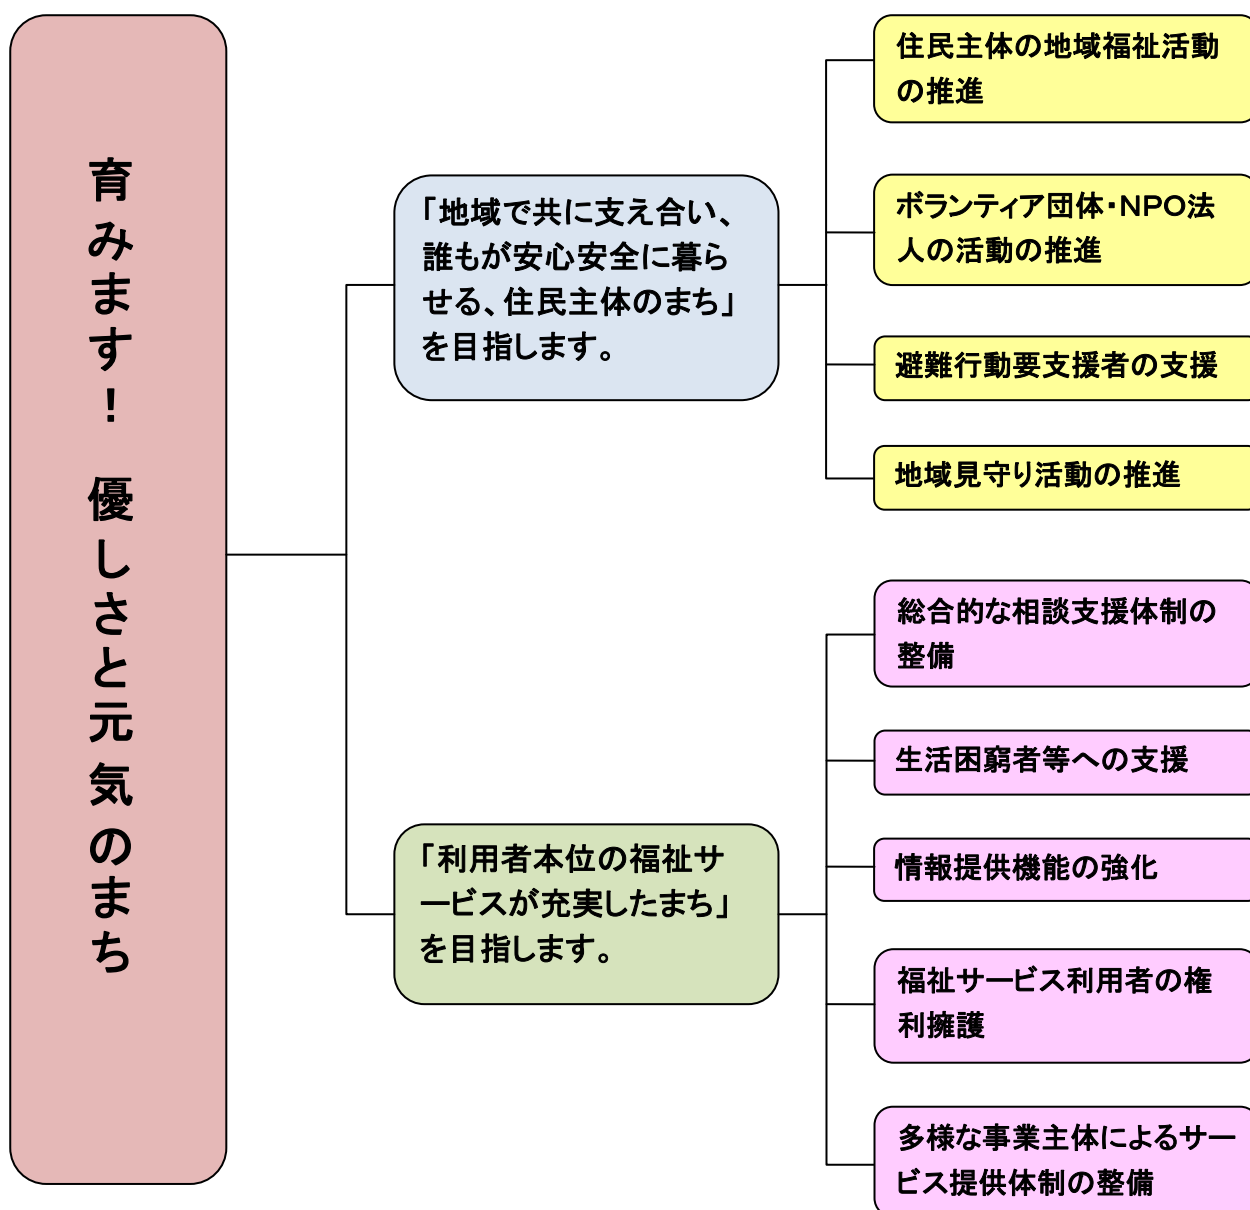 育みます！　優しさと元気のまち
「地域で共に支え合い、
誰もが安心安全に暮ら
せる、住民主体のまち」
を目指します。
住民主体の地域福祉活動
の推進
ボランティア団体・NPO法
人の活動の推進
避難行動要支援者の支援
地域見守り活動の推進
「利用者本位の福祉サ
ービスが充実したまち」
を目指します。
総合的な相談支援体制の
整備
生活困窮者等への支援
情報提供機能の強化
福祉サービス利用者の権
利擁護
多様な事業主体によるサー
ビス提供体制の整備